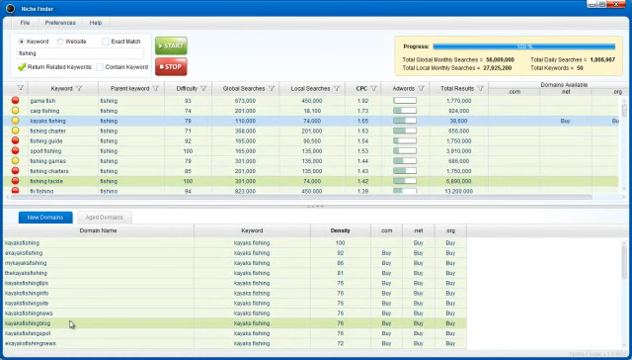 Niche Finder
File Preferences Help
Keyword Website Exact Match
fishing
Return Related Keywords Contain Keyword
START
STOP
Progress: 100 %
Total Global Monthly Searches = 56,006,000 Total Daily Searches = 1,866,967
Total Local Monthly Searches = 27,925,200 Total Keywords = 50
Keyword Parent keyword Difficulty Global Searches Local Searches CPC Adwords Total Results Domains Available
.com .net .org
game fish fishing 93 673,000 450,000 1.92 1,770,000
carp fishing fishing 74 201,000 18,100 1.73 924,000
kayaks fishing fishing 79 110,000 74,000 1.65 38,600 Buy Buy
fishing charter fishing 71 368,000 201,000 1.53 656,000
fishing guide fishing 92 165,000 90,500 1.54 1,750,000
sport fishing fishing 100 165,000 135,000 1.53 3,910,000
fishing games fishing 79 301,000 135,000 1.44 686,000
fishing charters fishing 85 201,000 135,000 1.43 1,750,000
fishing tackle fishing 100 301,000 74,000 1.42 5,890,000
fishing 94 823,000 450,000 1.39 13,200,000
New Domains Aged Domains
Domain Name Keyword Density .com .net .org
kayaksfishing kayaks fishing 100 Buy Buy
ekayaksfishing kayaks fishing 92 Buy Buy Buy
mykayaksfishing kayaks fishing 86 Buy Buy Buy
thekayaksfishing kayaks fishing 81 Buy Buy Buy
kayaksfishingtips kayaks fishing 76 Buy Buy Buy
kayaksfishinginfo kayaks fishing 76 Buy Buy Buy
kayaksfishingsite kayaks fishing 76 Buy Buy Buy
kayaksfishingnews kayaks fishing 76 Buy Buy Buy
kayaksfishingblog kayaks fishing 76 Buy Buy Buy
kayaksfishingspot kayaks fishing 76 Buy Buy Buy
ekayaksfishingnews kayaks fishing 72 Buy Buy Buy